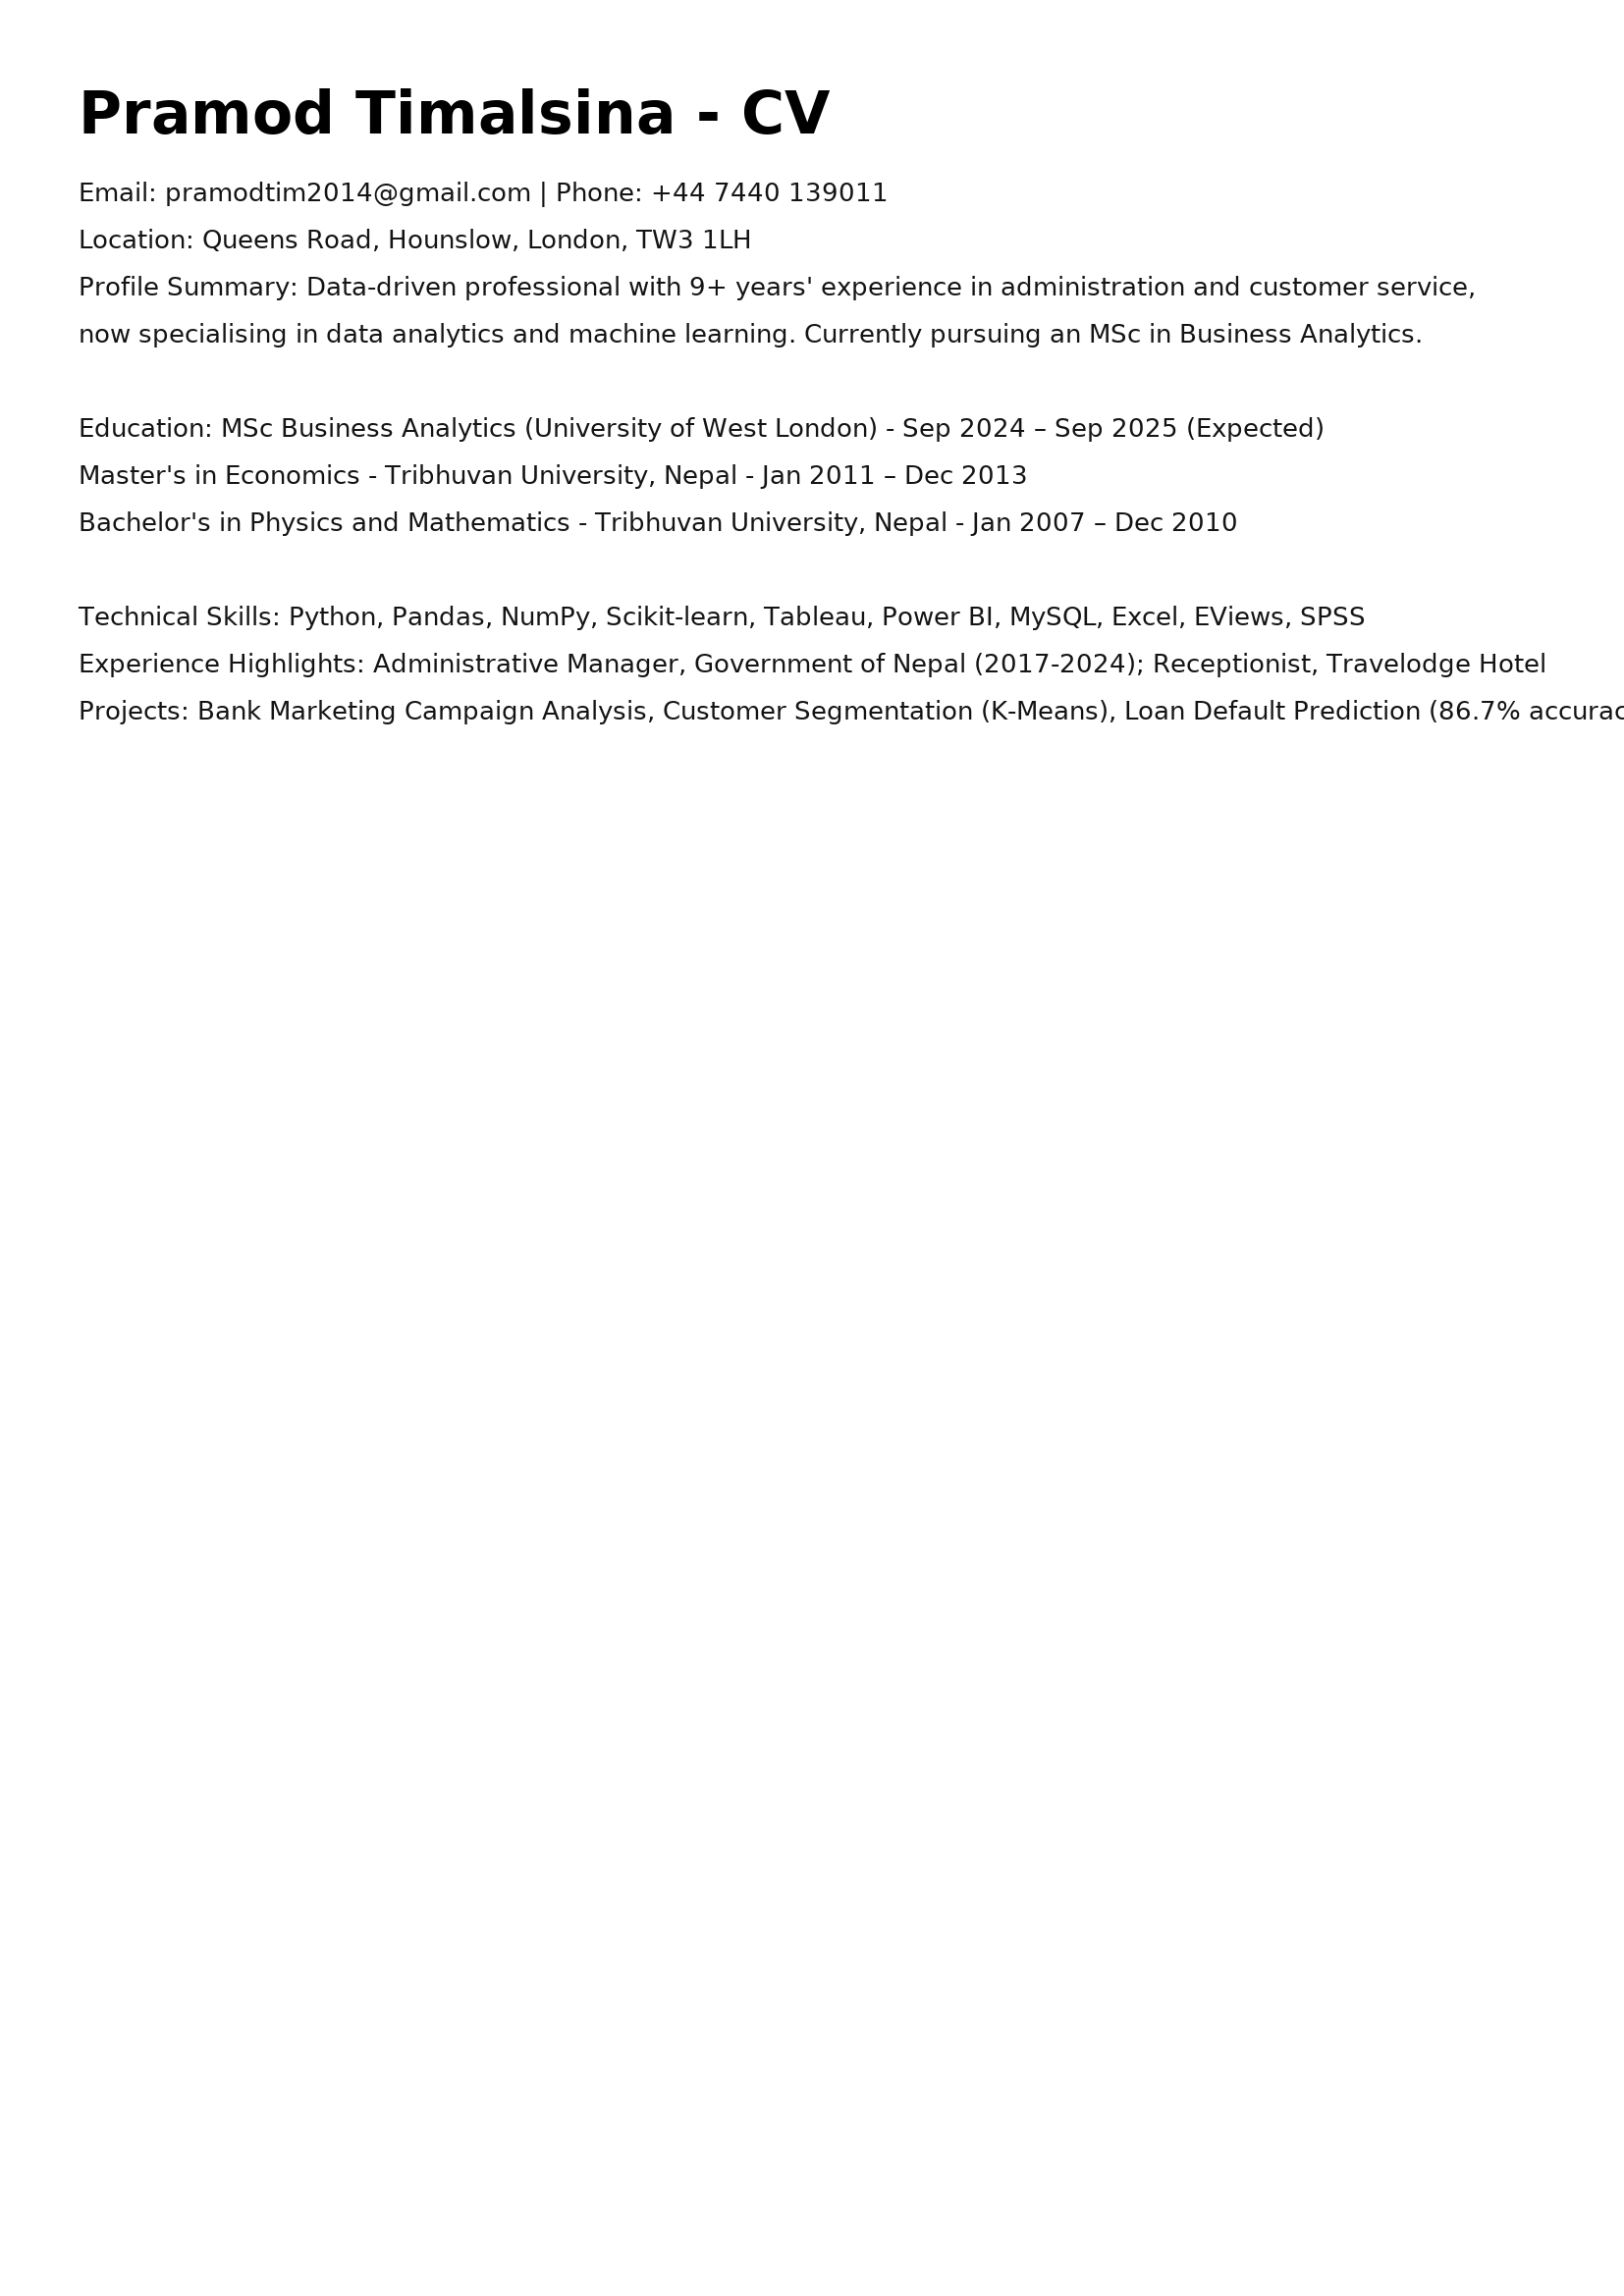 Pramod Timalsina - CV
Email: pramodtim2014@gmail.com | Phone: +44 7440 139011
Location: Queens Road, Hounslow, London, TW3 1LH
Profile Summary: Data-driven professional with 9+ years' experience in administration and customer service,
now specialising in data analytics and machine learning. Currently pursuing an MSc in Business Analytics.
Education: MSc Business Analytics (University of West London) - Sep 2024 – Sep 2025 (Expected)
Master's in Economics - Tribhuvan University, Nepal - Jan 2011 – Dec 2013
Bachelor's in Physics and Mathematics - Tribhuvan University, Nepal - Jan 2007 – Dec 2010
Technical Skills: Python, Pandas, NumPy, Scikit-learn, Tableau, Power BI, MySQL, Excel, EViews, SPSS
Experience Highlights: Administrative Manager, Government of Nepal (2017-2024); Receptionist, Travelodge Hotel
Projects: Bank Marketing Campaign Analysis, Customer Segmentation (K-Means), Loan Default Prediction (86.7% accurac